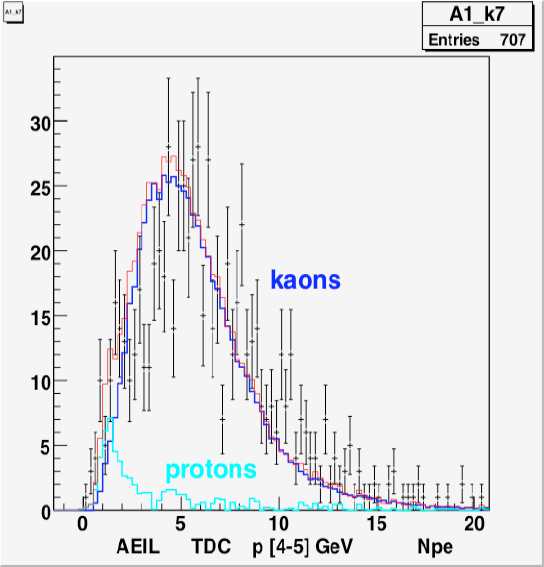 A1_k7
A1_k7
Entries 707
30
25
20
15
10
5
0
kaons
protons
0 5 10 15 20
AEIL TDC p [4-5] GeV Npe